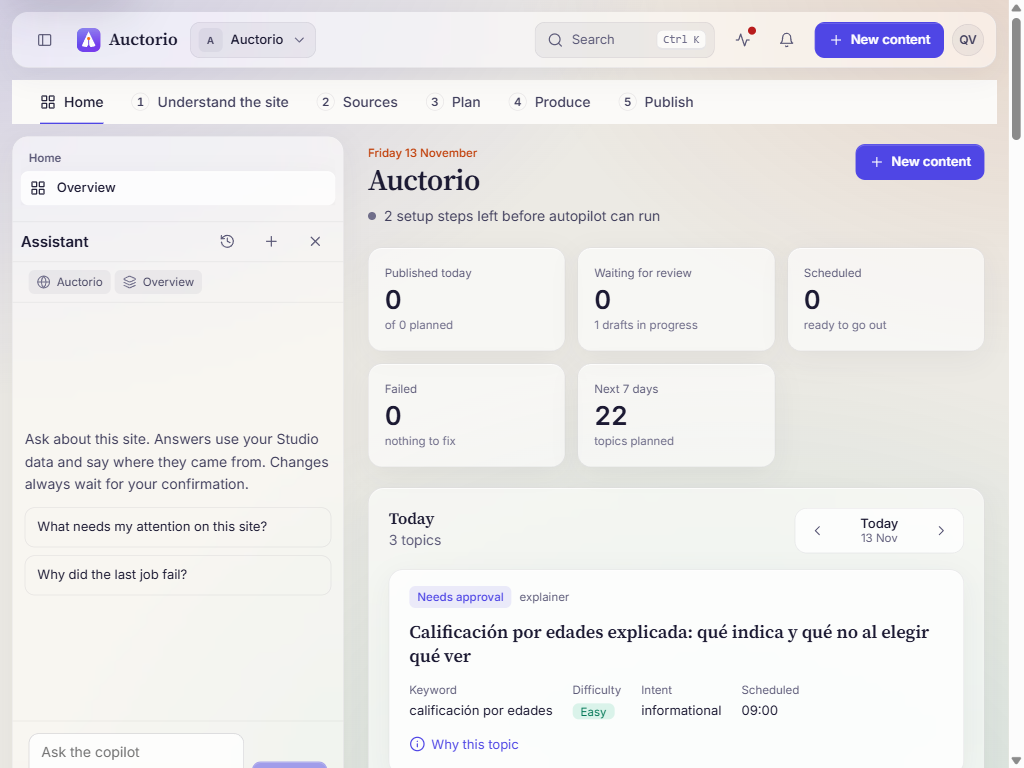 Auctorio
A
Auctorio
Search
Ctrl K
New content
QV
Home
1 Understand the site
2 Sources
3 Plan
4 Produce
5 Publish
Home
Overview
Assistant
Auctorio
Overview
Ask about this site. Answers use your Studio
data and say where they came from. Changes
always wait for your confirmation.
What needs my attention on this site?
Why did the last job fail?
Ask the copilot
Friday 13 November
Auctorio
2 setup steps left before autopilot can run
New content
Published today
0
of 0 planned
Waiting for review
0
1 drafts in progress
Scheduled
0
ready to go out
Failed
0
nothing to fix
Next 7 days
22
topics planned
Today
3 topics
Today
13 Nov
Needs approval
explainer
Calificación por edades explicada: qué indica y qué no al elegir
qué ver
Keyword
calificación por edades
Difficulty
Easy
Intent
informational
Scheduled
09:00
Why this topic